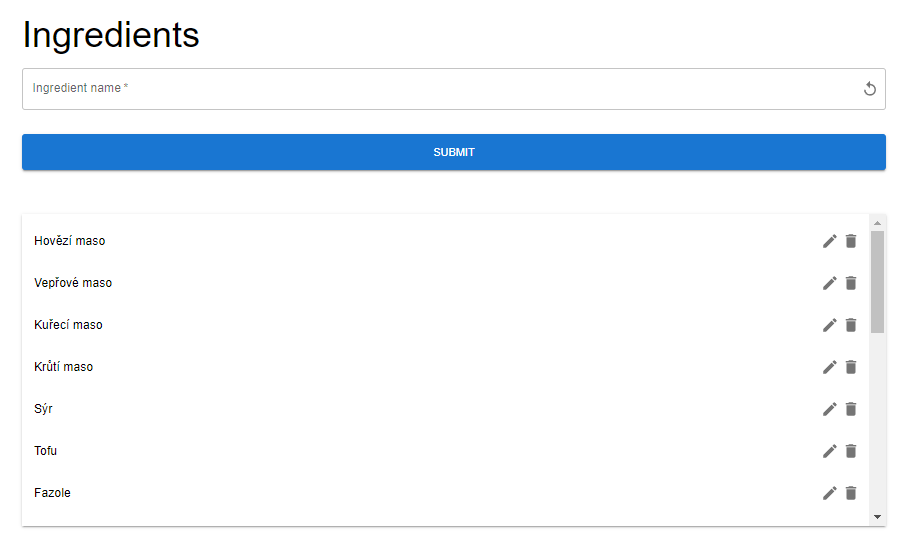 Ingredients
Ingredient name *
SUBMIT
Hovězí maso
Vepřové maso
Kuřecí maso
Krůtí maso
Sýr
Tofu
Fazole